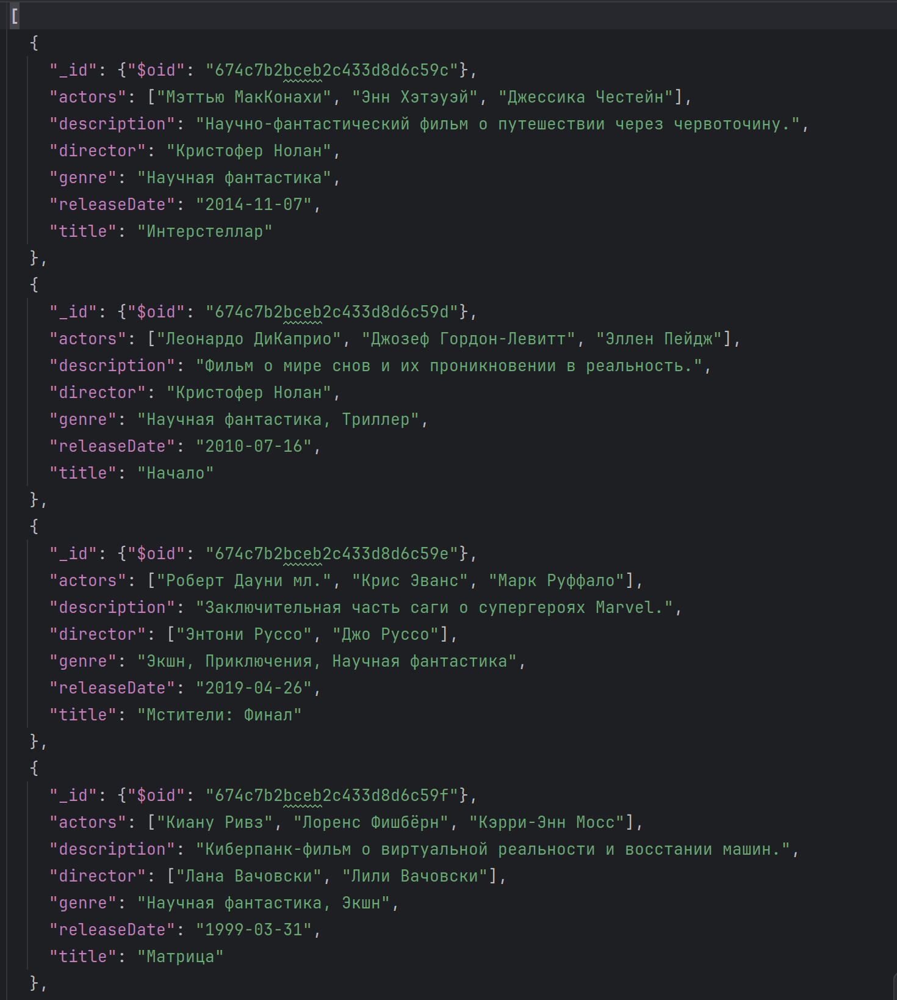 [
  {
    "_id": {"$oid": "674c7b2bceb2c433d8d6c59c"},
    "actors": ["Мэттью МакКонахи", "Энн Хэтэуэй", "Джессика Честейн"],
    "description": "Научно-фантастический фильм о путешествии через червоточину.",
    "director": "Кристофер Нолан",
    "genre": "Научная фантастика",
    "releaseDate": "2014-11-07",
    "title": "Интерстеллар"
  },
  {
    "_id": {"$oid": "674c7b2bceb2c433d8d6c59d"},
    "actors": ["Леонардо ДиКаприо", "Джозеф Гордон-Левитт", "Эллен Пейдж"],
    "description": "Фильм о мире снов и их проникновении в реальность.",
    "director": "Кристофер Нолан",
    "genre": "Научная фантастика, Триллер",
    "releaseDate": "2010-07-16",
    "title": "Начало"
  },
  {
    "_id": {"$oid": "674c7b2bceb2c433d8d6c59e"},
    "actors": ["Роберт Дауни мл.", "Крис Эванс", "Марк Руффало"],
    "description": "Заключительная часть саги о супергероях Marvel.",
    "director": ["Энтони Руссо", "Джо Руссо"],
    "genre": "Экшн, Приключения, Научная фантастика",
    "releaseDate": "2019-04-26",
    "title": "Мстители: Финал"
  },
  {
    "_id": {"$oid": "674c7b2bceb2c433d8d6c59f"},
    "actors": ["Киану Ривз", "Лоренс Фишбёрн", "Кэрри-Энн Мосс"],
    "description": "Киберпанк-фильм о виртуальной реальности и восстании машин.",
    "director": ["Лана Вачовски", "Лили Вачовски"],
    "genre": "Научная фантастика, Экшн",
    "releaseDate": "1999-03-31",
    "title": "Матрица"
  },